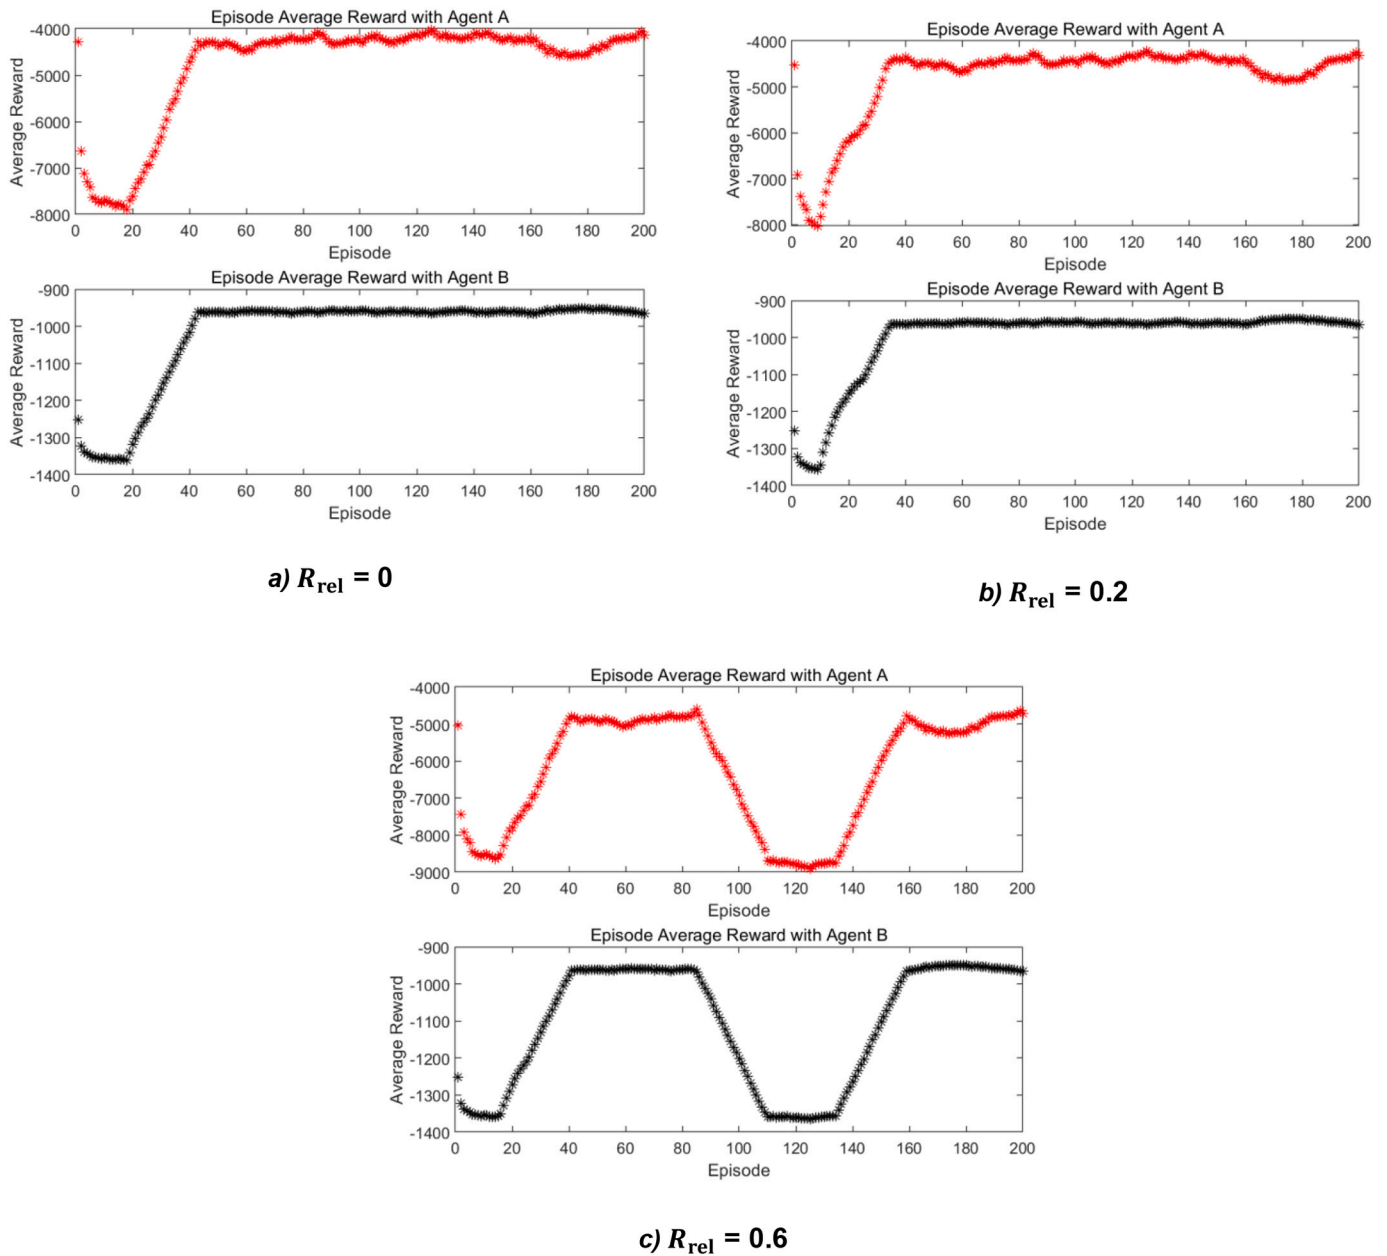 Episode Average Reward with Agent A
Average Reward
-4000
-5000
-6000
-7000
-8000
0 20 40 60 80 100 120 140 160 180 200
Episode
Episode Average Reward with Agent B
Average Reward
-900
-1000
-1100
-1200
-1300
-1400
0 20 40 60 80 100 120 140 160 180 200
Episode
a) Rrel = 0
Episode Average Reward with Agent A
Average Reward
-4000
-5000
-6000
-7000
-8000
0 20 40 60 80 100 120 140 160 180 200
Episode
Episode Average Reward with Agent B
Average Reward
-900
-1000
-1100
-1200
-1300
-1400
0 20 40 60 80 100 120 140 160 180 200
Episode
b) Rrel = 0.2
Episode Average Reward with Agent A
Average Reward
-4000
-5000
-6000
-7000
-8000
-9000
0 20 40 60 80 100 120 140 160 180 200
Episode
Episode Average Reward with Agent B
Average Reward
-900
-1000
-1100
-1200
-1300
-1400
0 20 40 60 80 100 120 140 160 180 200
Episode
c) Rrel = 0.6